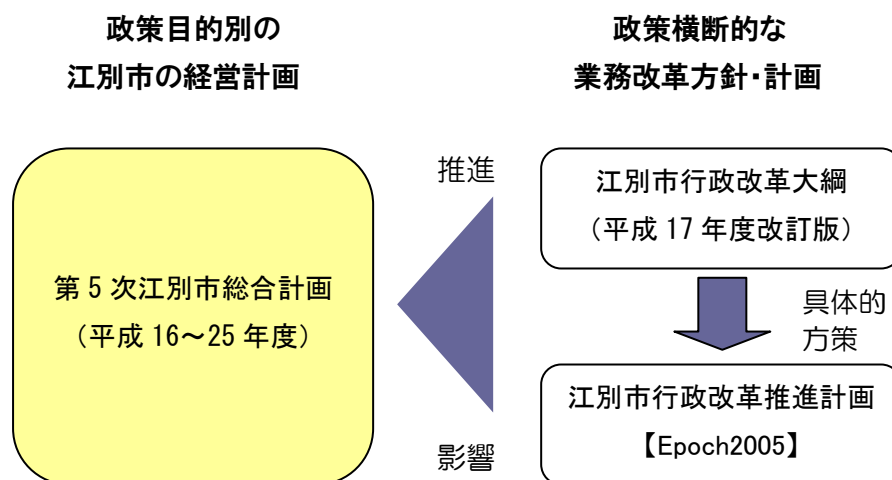 政策目的別の
江別市の経営計画
政策横断的な
業務改革方針・計画
推進
江別市行政改革大綱
（平成 17 年度改訂版）
第 5 次江別市総合計画
（平成 16～25 年度）
具体的
方策
江別市行政改革推進計画
【Epoch2005】
影響